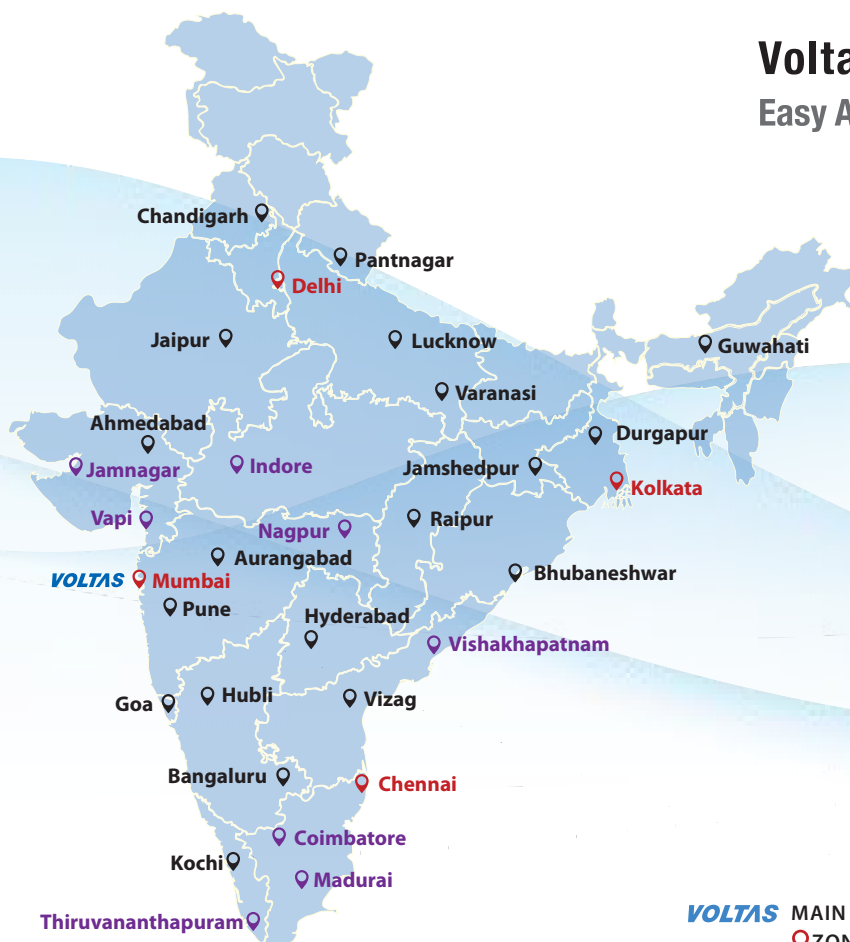 Easy
Chandigarh
Pantnagar
Delhi
Jaipur
Lucknow
Guwahati
Varanasi
Ahmedabad
Durgapur
Jamnagar
Indore
Jamshedpur
Kolkata
Vapi
Nagpur
Raipur
Aurangabad
VOLTAS Mumbai
Bhubaneshwar
Pune
Hyderabad
Vishakhapatnam
Goa
Hubli
Vizag
Bangaluru
Chennai
Coimbatore
Kochi
Madurai
Thiruvananthapuram
VOLTAS MAIN